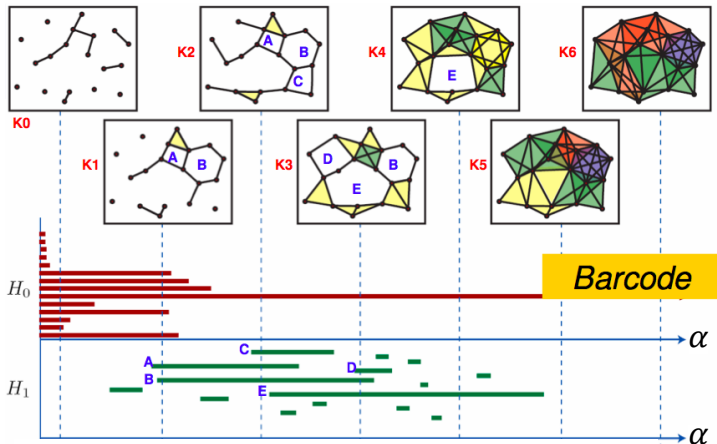 K0
K2
A
B
C
K4
E
K6
K1
A
B
K3
D
B
E
K5
H₀
Barcode
α
C
A
D
B
H₁
E
α